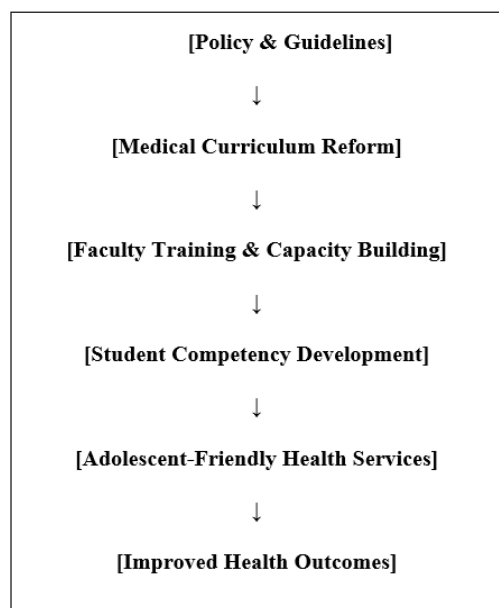 [Policy & Guidelines]
↓
[Medical Curriculum Reform]
↓
[Faculty Training & Capacity Building]
↓
[Student Competency Development]
↓
[Adolescent-Friendly Health Services]
↓
[Improved Health Outcomes]